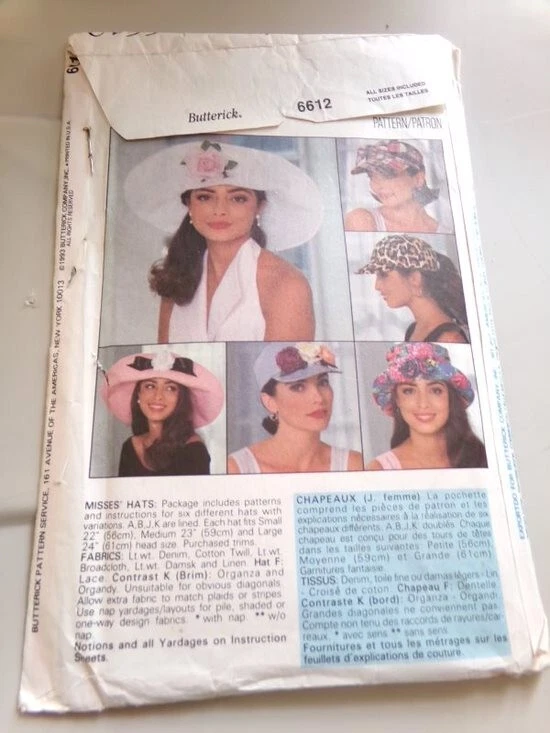 Butterick.
6612
ALL SIZES INCLUDED
TOUTES LES TAILLES
PATTERN/PATRON
MISSES' HATS: Package includes patterns
and instructions for six different hats with
variations. A,B,J,K are lined. Each hat fits Small
22" (56cm), Medium 23" (59cm) and Large
24" (61cm) head size. Purchased trims.
FABRICS: Lt.wt. Denim, Cotton Twill, Lt.wt.
Broadcloth, Lt.wt. Damsk and Linen. Hat F:
Lace. Contrast K (Brim): Organza and
Organdy. Unsuitable for obvious diagonals.
Allow extra fabric to match plaids or stripes.
Use nap yardages/layouts for pile, shaded or
one-way design fabrics. * with nap. ** w/o
nap.
Notions and all Yardages on Instruction
Sheets.
CHAPEAUX (J. femme) La pochette
comprend les pièces de patron et les
explications nécessaires à la réalisation de six
chapeaux différents. A,B,J,K doublés. Chaque
chapeau est conçu pour des tours de tête
dans les tailles suivantes: Petite (56cm)
Moyenne (59cm) et Grande (61cm).
Garnitures fantaisie.
TISSUS: Denim, toile fine ou damas légers - Lin
- Croisé de coton. Chapeau F: Dentelle
Contraste K (bord): Organza - Organdi
Grandes diagonales ne conviennent pas.
Compte non tenu des raccords de rayures/car-
reaux. * avec sens ** sans sens.
Fournitures et tous les métrages sur les
feuillets d'explications de couture.
BUTTERICK PATTERN SERVICE, 161 AVENUE OF THE AMERICAS, NEW YORK 10013
©1993 BUTTERICK COMPANY, INC. • PRINTED IN U.S.A.
ALL RIGHTS RESERVED